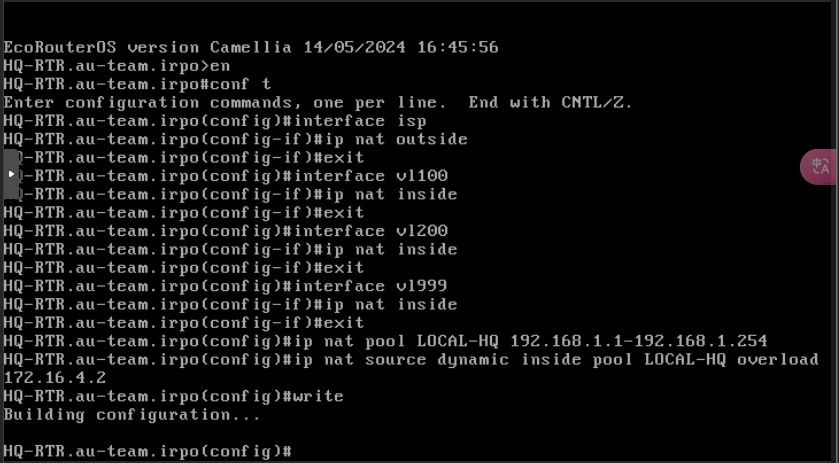 EcoRouterOS version Camellia 14/05/2024 16:45:56
HQ-RTR.au-team.irpo>en
HQ-RTR.au-team.irpo#conf t
Enter configuration commands, one per line.  End with CNTL/Z.
HQ-RTR.au-team.irpo(config)#interface isp
HQ-RTR.au-team.irpo(config-if)#ip nat outside
HQ-RTR.au-team.irpo(config-if)#exit
-RTR.au-team.irpo(config)#interface vl100
-RTR.au-team.irpo(config-if)#ip nat inside
HQ-RTR.au-team.irpo(config-if)#exit
HQ-RTR.au-team.irpo(config)#interface vl200
HQ-RTR.au-team.irpo(config-if)#ip nat inside
HQ-RTR.au-team.irpo(config-if)#exit
HQ-RTR.au-team.irpo(config)#interface vl999
HQ-RTR.au-team.irpo(config-if)#ip nat inside
HQ-RTR.au-team.irpo(config-if)#exit
HQ-RTR.au-team.irpo(config)#ip nat pool LOCAL-HQ 192.168.1.1-192.168.1.254
HQ-RTR.au-team.irpo(config)#ip nat source dynamic inside pool LOCAL-HQ overload
172.16.4.2
HQ-RTR.au-team.irpo(config)#write
Building configuration...
HQ-RTR.au-team.irpo(config)#